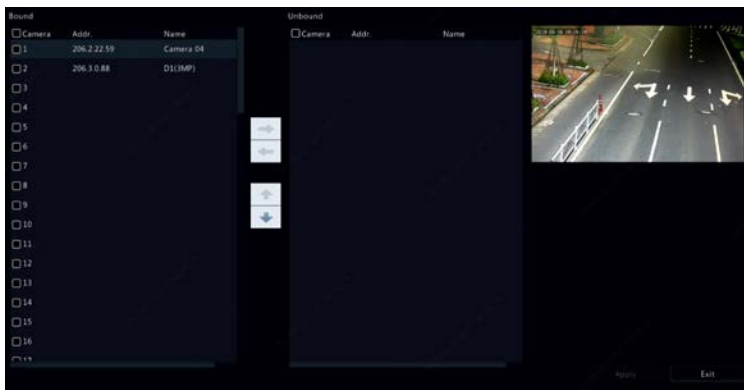 Bound
Unbound
Camera Addr. Name
Camera Addr. Name
1 206.2.22.59 Camera 04
2 206.3.0.88 D1(3MP)
3
4
5
6
7
8
9
10
11
12
13
14
15
16
17
Apply
Exit